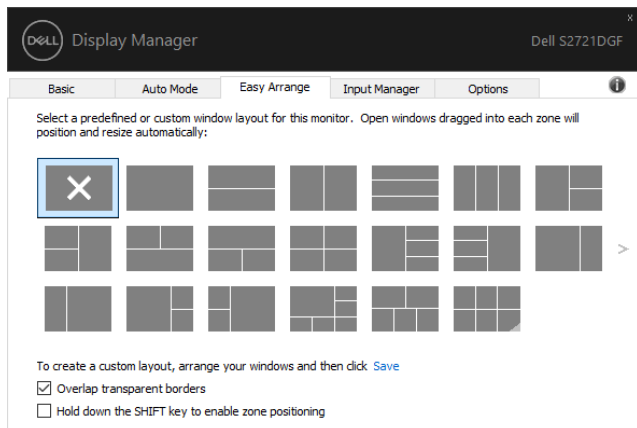 x
DELL Display Manager
Dell S2721DGF
Basic Auto Mode Easy Arrange Input Manager Options
Select a predefined or custom window layout for this monitor. Open windows dragged into each zone will
position and resize automatically:
To create a custom layout, arrange your windows and then click Save
Overlap transparent borders
Hold down the SHIFT key to enable zone positioning